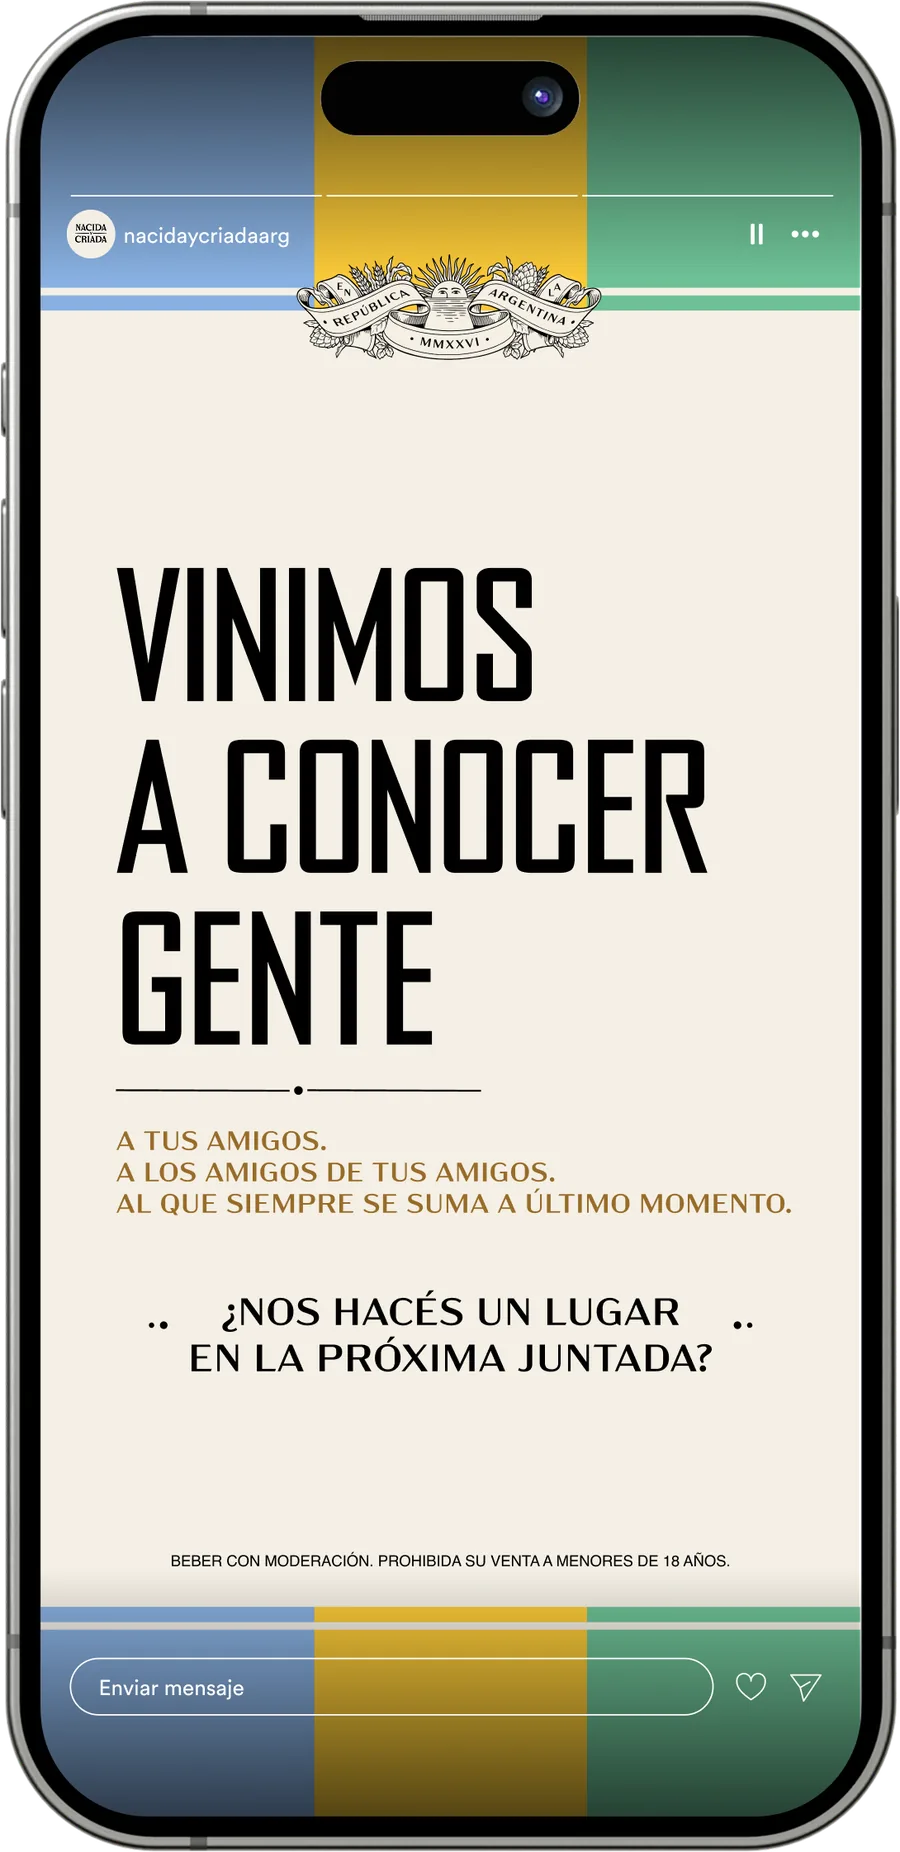 NACIDA
Y
CRIADA
nacidaycriadaarg
EN
LA
REPÚBLICA
ARGENTINA
MMXXVI
VINIMOS
A CONOCER
GENTE
A TUS AMIGOS.
A LOS AMIGOS DE TUS AMIGOS.
AL QUE SIEMPRE SE SUMA A ÚLTIMO MOMENTO.
¿NOS HACÉS UN LUGAR
EN LA PRÓXIMA JUNTADA?
BEBER CON MODERACIÓN. PROHIBIDA SU VENTA A MENORES DE 18 AÑOS.
Enviar mensaje